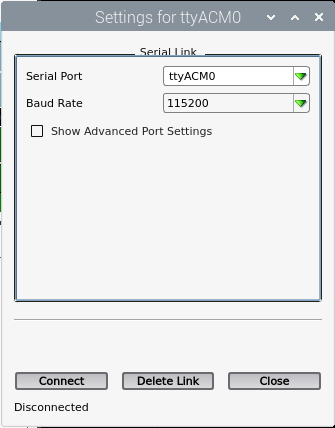 Settings for ttyACM0
Serial Link
Serial Port
ttyACM0
Baud Rate
115200
Show Advanced Port Settings
Connect
Delete Link
Close
Disconnected